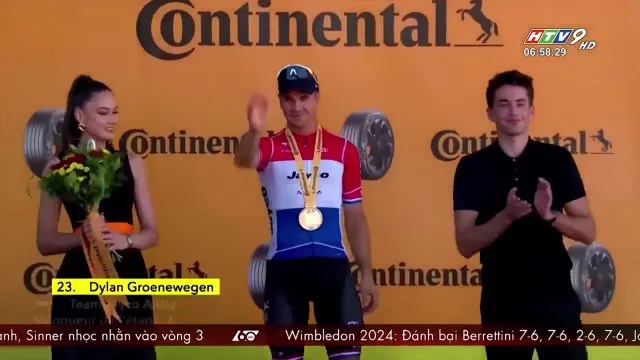 Continental
HTV9 HD
06:58:29
Continental
Continental
Jayco
Continental
23. Dylan Groenewegen
anh, Sinner nhọc nhằn vào vòng 3 60 Wimbledon 2024: Đánh bại Berrettini 7-6, 7-6, 2-6, 7-6, J